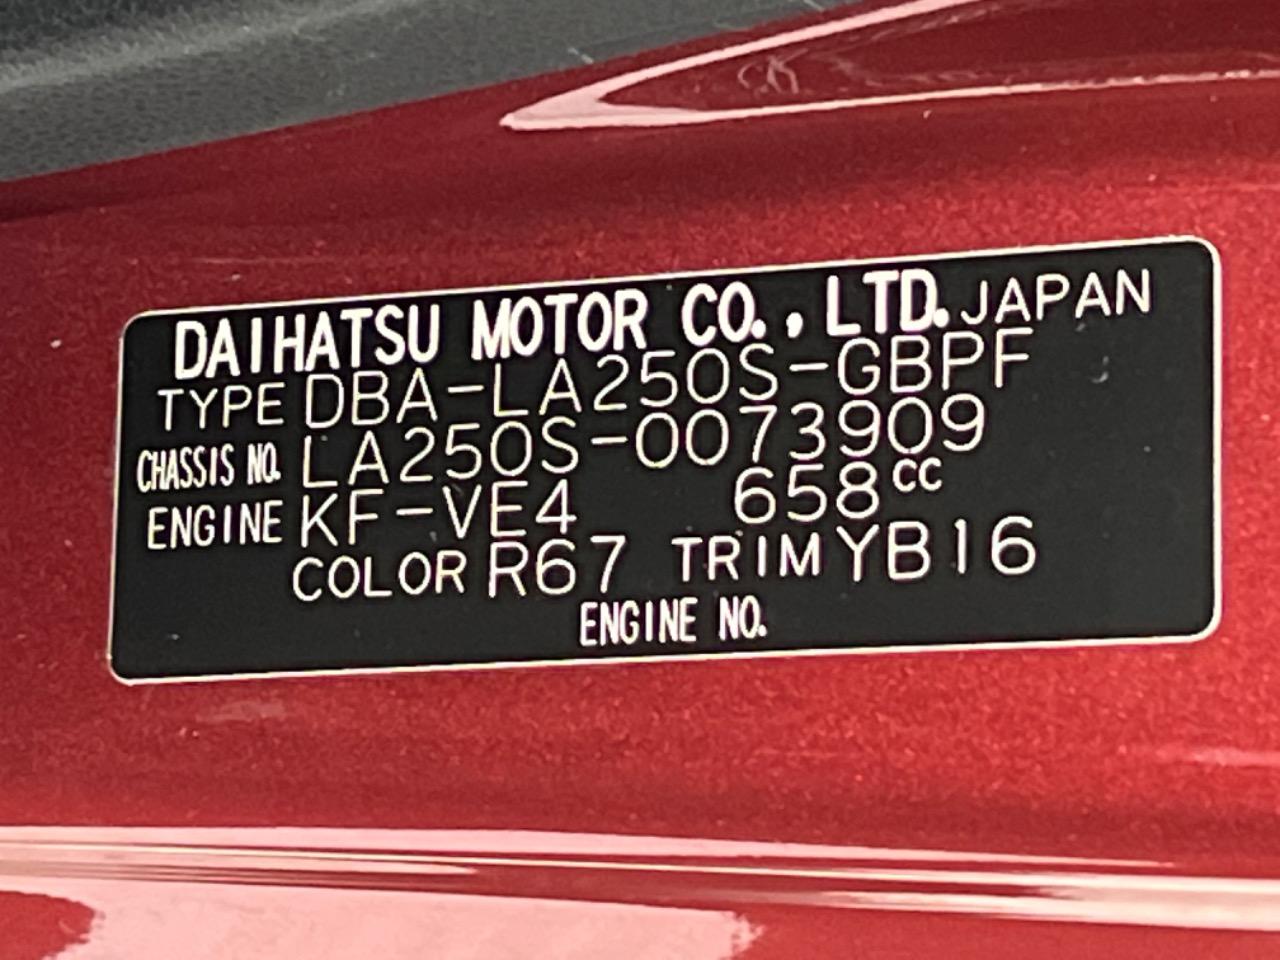 DAIHATSU MOTOR CO., LTD. JAPAN
TYPE DBA-LA250S-GBPF
CHASSIS NO. LA250S-0073909
ENGINE KF-VE4 658cc
COLOR R67 TRIM YB16
ENGINE NO.